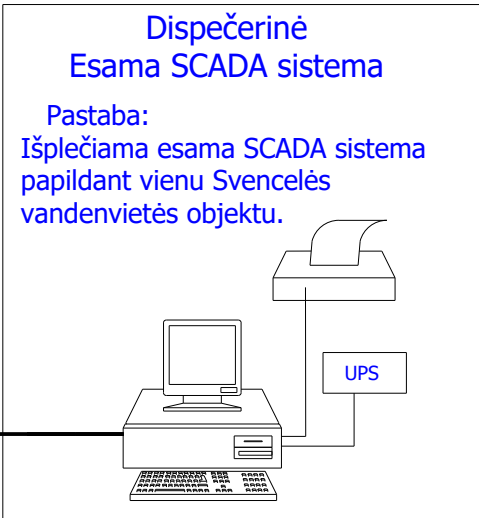 Dispečerinė
Esama SCADA sistema
Pastaba:
Išplečiama esama SCADA sistema
papildant vienu Svencelės
vandenvietės objektu.
UPS